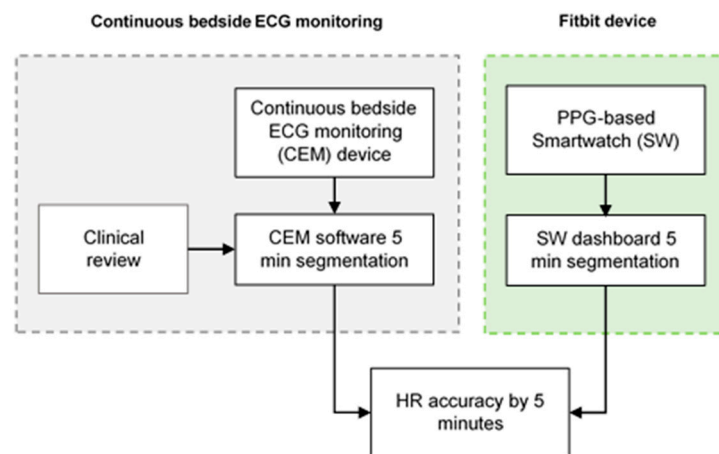 Continuous bedside ECG monitoring
Fitbit device
Continuous bedside
ECG monitoring
(CEM) device
PPG-based
Smartwatch (SW)
Clinical
review
CEM software 5
min segmentation
SW dashboard 5
min segmentation
HR accuracy by 5
minutes